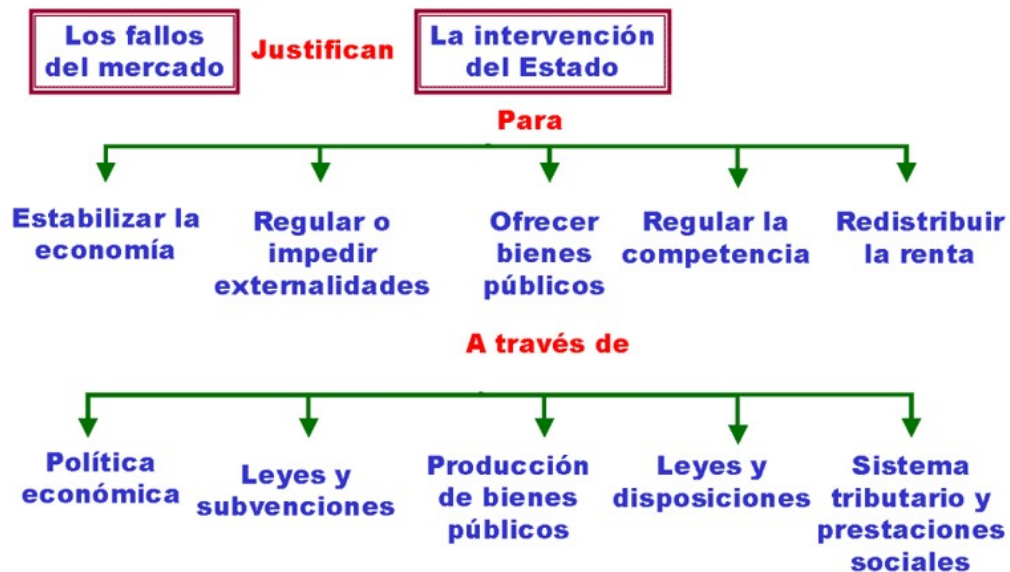 Los fallos
del mercado
Justifican
La intervención
del Estado
Para
Estabilizar la
economía
Regular o
impedir
externalidades
Ofrecer
bienes
públicos
Regular la
competencia
Redistribuir
la renta
A través de
Política
económica
Leyes y
subvenciones
Producción
de bienes
públicos
Leyes y
disposiciones
Sistema
tributario y
prestaciones
sociales